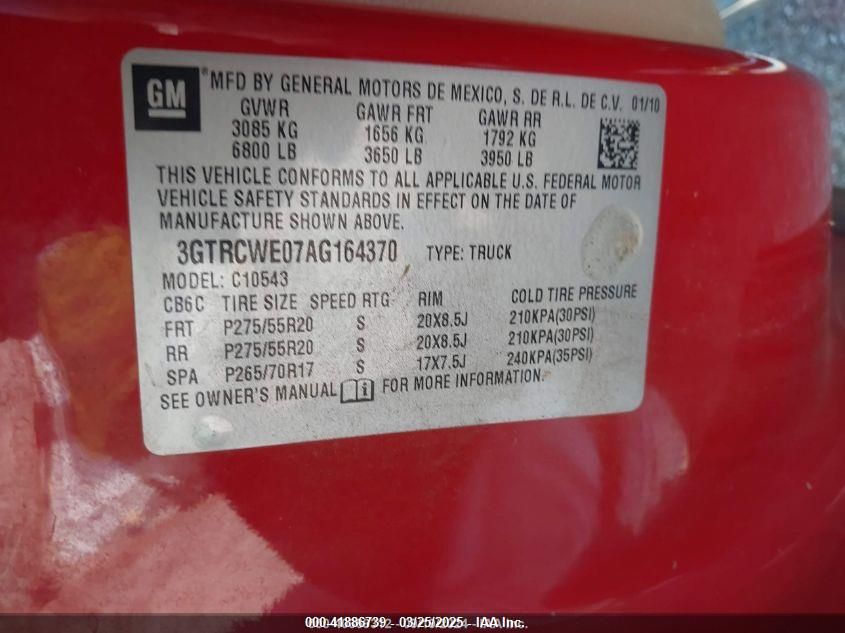 GM
® MFD BY GENERAL MOTORS DE MEXICO, S. DE R.L. DE C.V. 01/10
GVWR GAWR FRT GAWR RR
3085 KG 1656 KG 1792 KG
6800 LB 3650 LB 3950 LB
THIS VEHICLE CONFORMS TO ALL APPLICABLE U.S. FEDERAL MOTOR
VEHICLE SAFETY STANDARDS IN EFFECT ON THE DATE OF
MANUFACTURE SHOWN ABOVE.
3GTRCWE07AG164370 TYPE: TRUCK
MODEL: C10543
CB6C TIRE SIZE SPEED RTG RIM COLD TIRE PRESSURE
FRT P275/55R20 S 20X8.5J 210KPA(30PSI)
RR P275/55R20 S 20X8.5J 210KPA(30PSI)
SPA P265/70R17 S 17X7.5J 240KPA(35PSI)
SEE OWNER'S MANUAL FOR MORE INFORMATION.
000-41886739 - 03/25/2025 - IAA Inc.